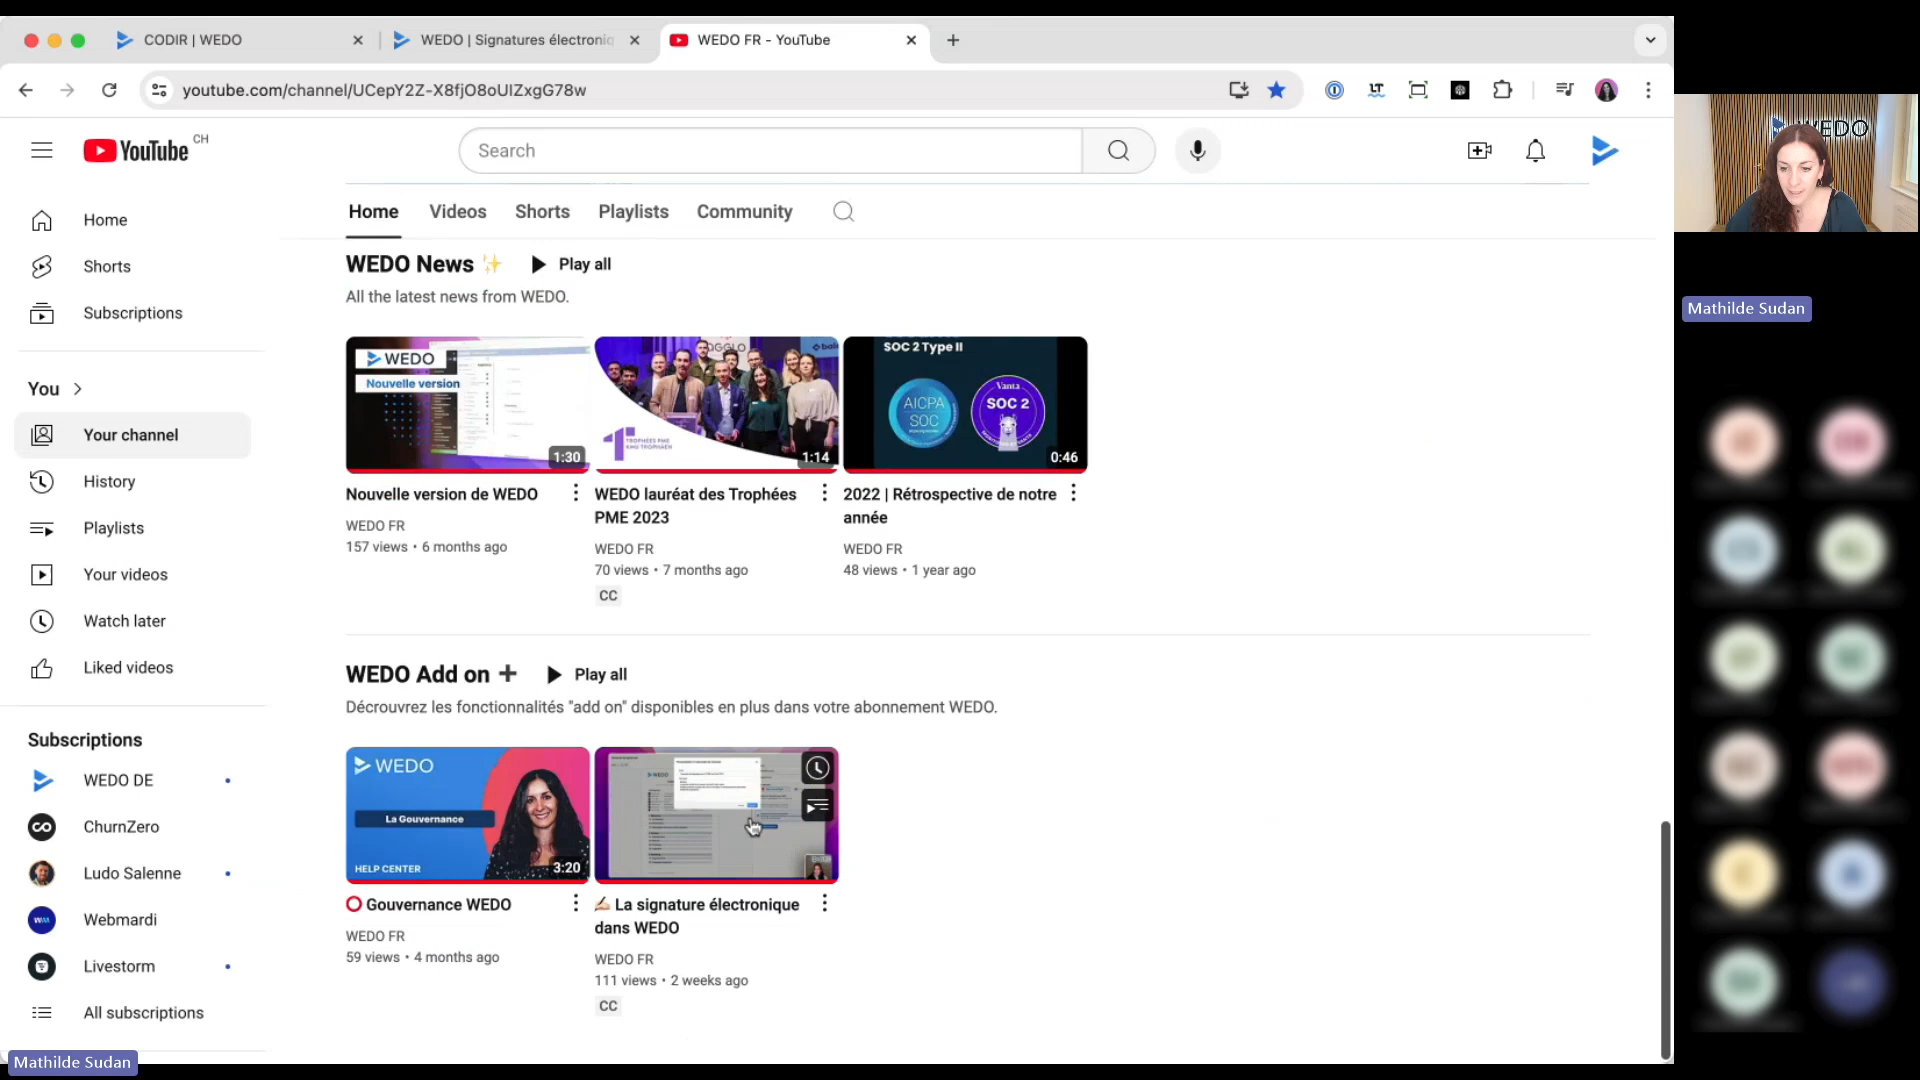 CODIR | WEDO
WEDO | Signatures électroniq
WEDO FR - YouTube
youtube.com/channel/UCepY2Z-X8fjO8oUIZxgG78w
YouTube CH
Search
Home
Shorts
Subscriptions
You
Your channel
History
Playlists
Your videos
Watch later
Liked videos
Subscriptions
WEDO DE
ChurnZero
Ludo Salenne
Webmardi
Livestorm
All subscriptions
Home Videos Shorts Playlists Community
WEDO News ✨ Play all
All the latest news from WEDO.
WEDO
Nouvelle version
1:30
TROPHÉES PME
KMU TROPHÄEN
1:14
SOC 2 Type II
AICPA
SOC
Vanta
SOC 2
0:46
Nouvelle version de WEDO
WEDO FR
157 views • 6 months ago
WEDO lauréat des Trophées
PME 2023
WEDO FR
70 views • 7 months ago
CC
2022 | Rétrospective de notre
année
WEDO FR
48 views • 1 year ago
WEDO Add on ➕ Play all
Décourvrez les fonctionnalités "add on" disponibles en plus dans votre abonnement WEDO.
WEDO
La Gouvernance
HELP CENTER
3:20
⭕ Gouvernance WEDO
WEDO FR
59 views • 4 months ago
✍🏻 La signature électronique
dans WEDO
WEDO FR
111 views • 2 weeks ago
CC
Mathilde Sudan
WEDO
Mathilde Sudan